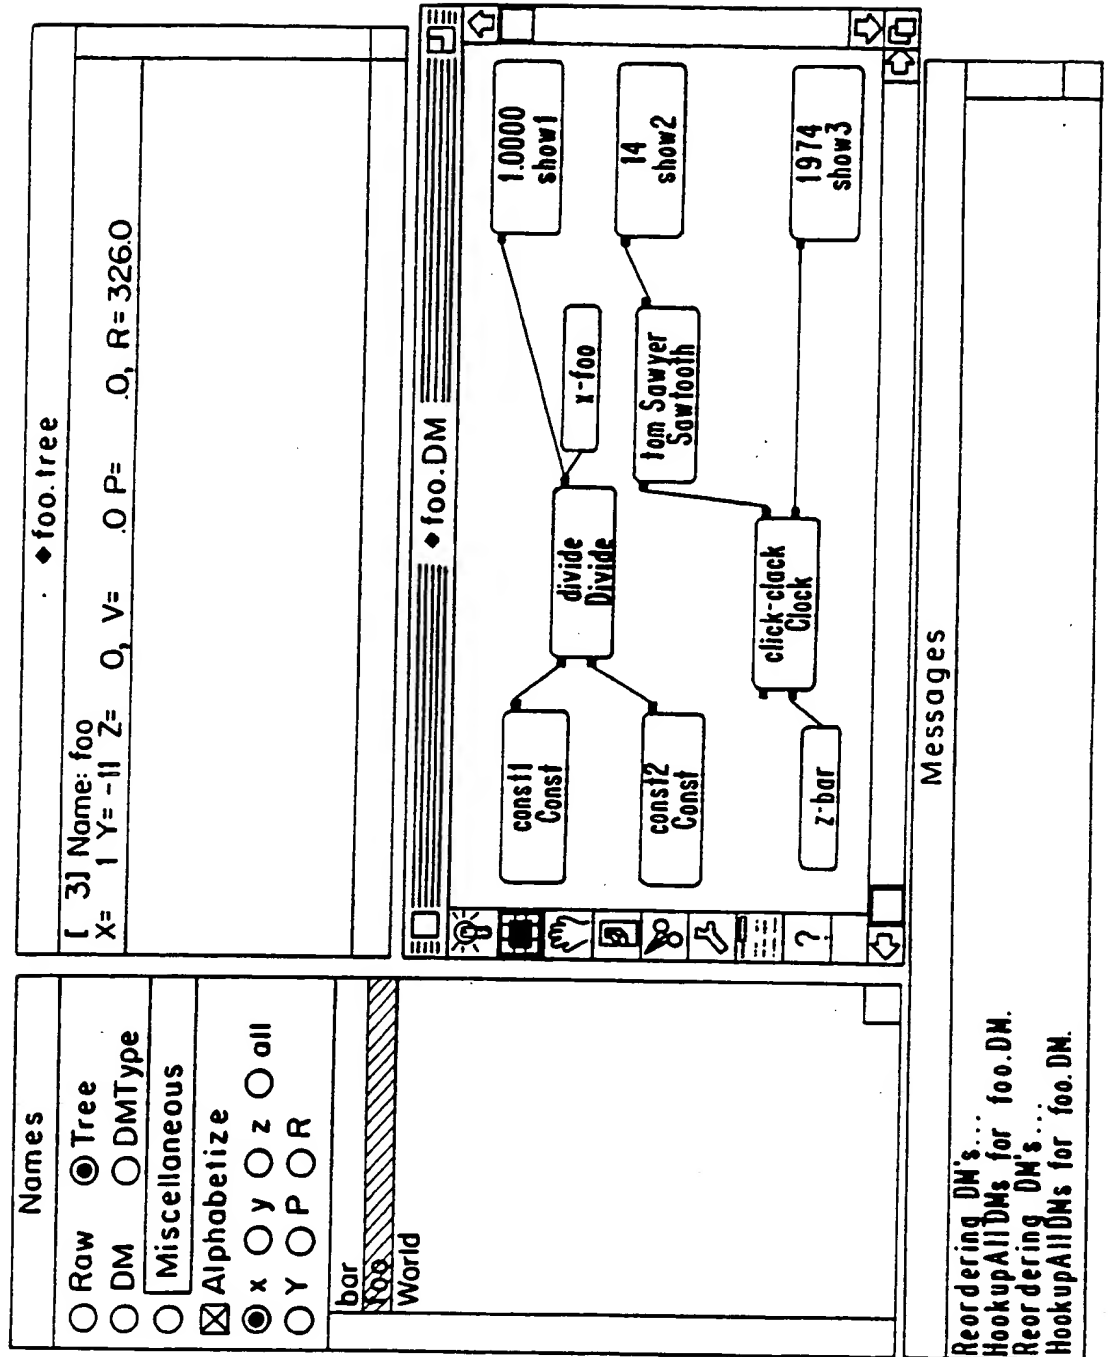 Names
Raw Tree
DM DMType
Miscellaneous
Alphabetize
x y z all
Y P R
bar
foo
World
◆foo.tree
[ 3] Name: foo
X= 1 Y= -11 Z= 0, V= .0 P= .0, R= 326.0
◆foo.DM
?
const1
Const
const2
Const
z-bar
divide
Divide
click-clack
Clock
x-foo
tom Sawyer
Sawtooth
1.0000
show1
14
show2
1974
show3
Messages
Reordering DM's...
HookupAllDMs for foo.DM.
Reordering DM's...
HookupAllDMs for foo.DM.